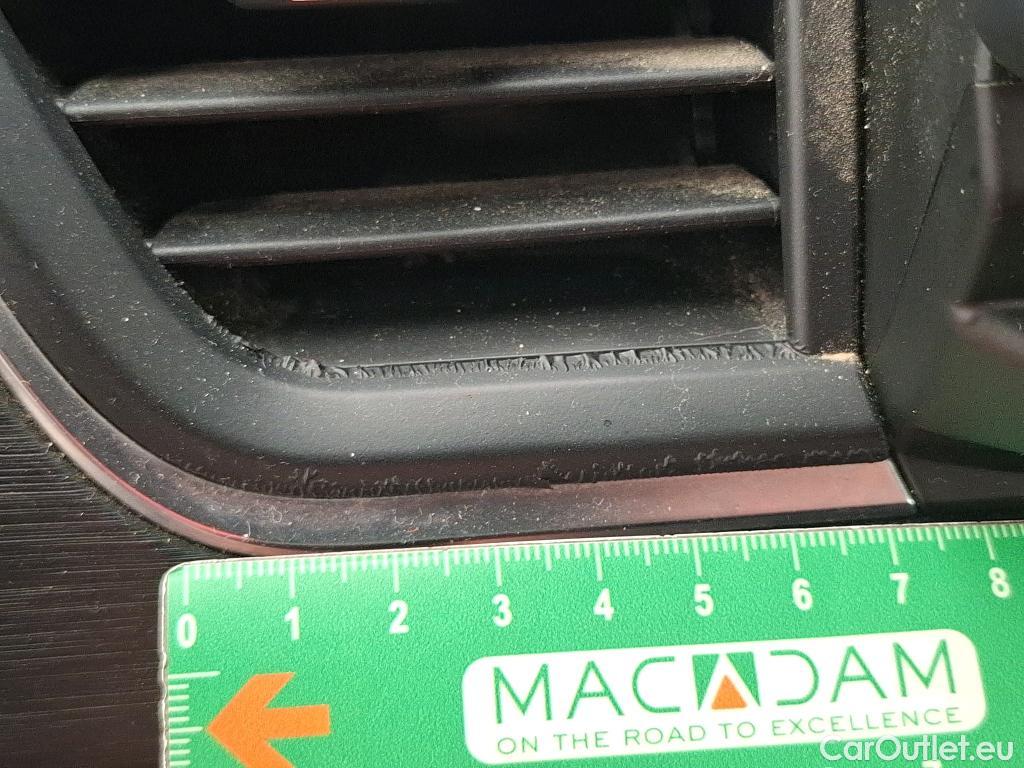 0 1 2 3 4 5 6 7 8
MACADAM
ON THE ROAD TO EXCELLENCE
CarOutlet.eu